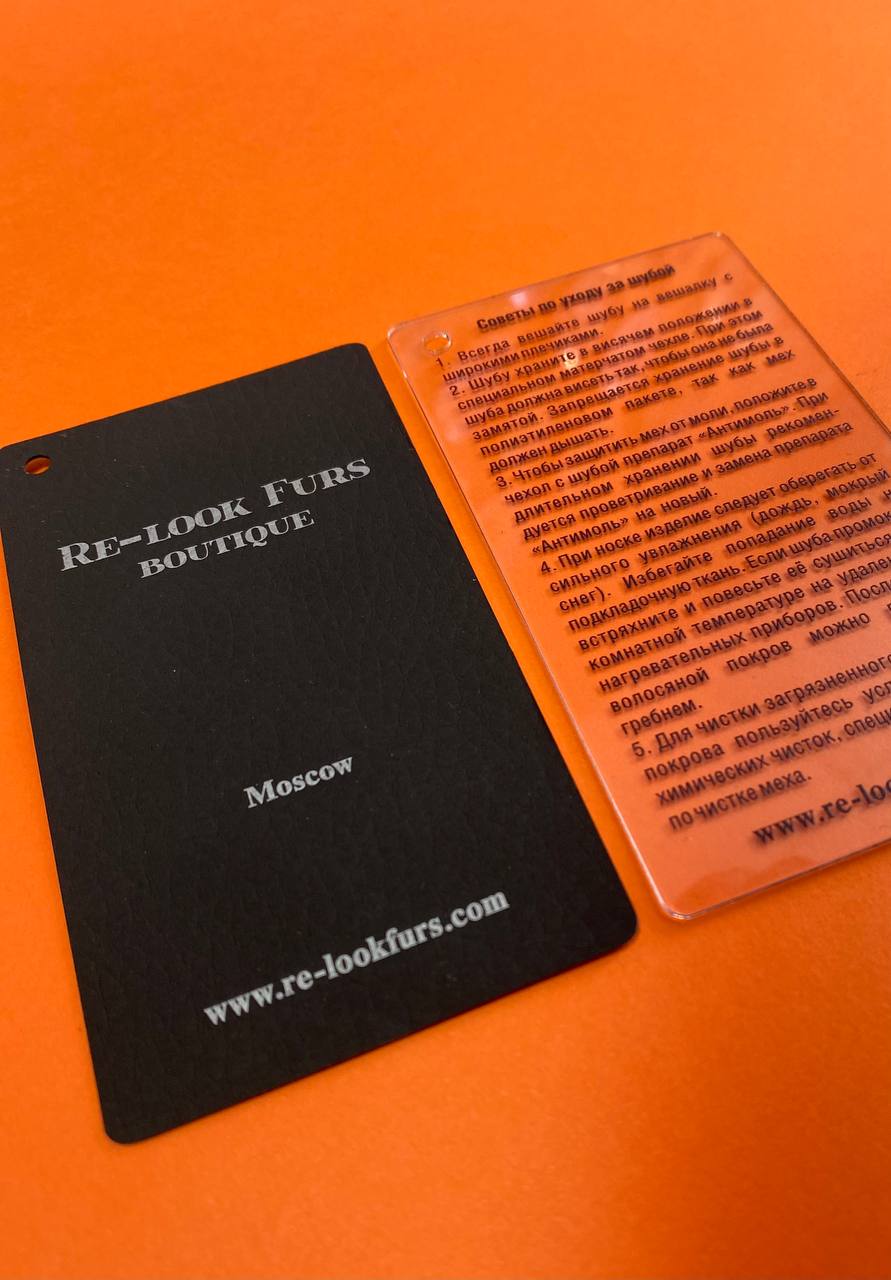 RE-LOOK FURS
BOUTIQUE
Moscow
www.re-lookfurs.com
Советы по уходу за шубой
1. Всегда вешайте шубу на вешалку с
широкими плечиками.
2. Шубу храните в висячем положении в
специальном матерчатом чехле. При этом
шуба должна висеть так, чтобы она не была
замятой. Запрещается хранение шубы в
полиэтиленовом пакете, так как мех
должен дышать.
3. Чтобы защитить мех от моли, положите в
чехол с шубой препарат «Антимоль». При
длительном хранении шубы рекомен-
дуется проветривание и замена препарата
«Антимоль» на новый.
4. При носке изделие следует оберегать от
сильного увлажнения (дождь, мокрый
снег). Избегайте попадание воды
подкладочную ткань. Если шуба промо
встряхните и повесьте её сушиться
комнатной температуре на удале
нагревательных приборов. Посл
волосяной покров можно
гребнем.
5. Для чистки загрязненного
покрова пользуйтесь усл
химических чисток, спец
по чистке меха.
www.re-loo